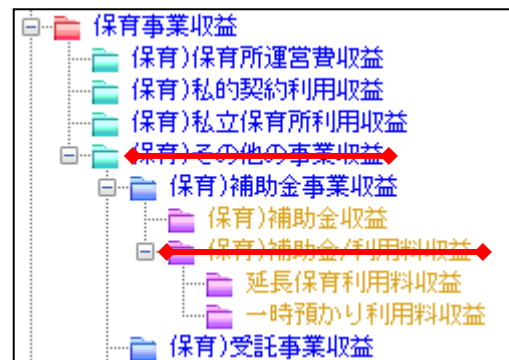 保育事業収益
保育)保育所運営費収益
保育)私的契約利用収益
保育)私立保育所利用収益
保育)その他の事業収益
保育)補助金事業収益
保育)補助金収益
保育)補助金/利用料収益
延長保育利用料収益
一時預かり利用料収益
保育)受託事業収益